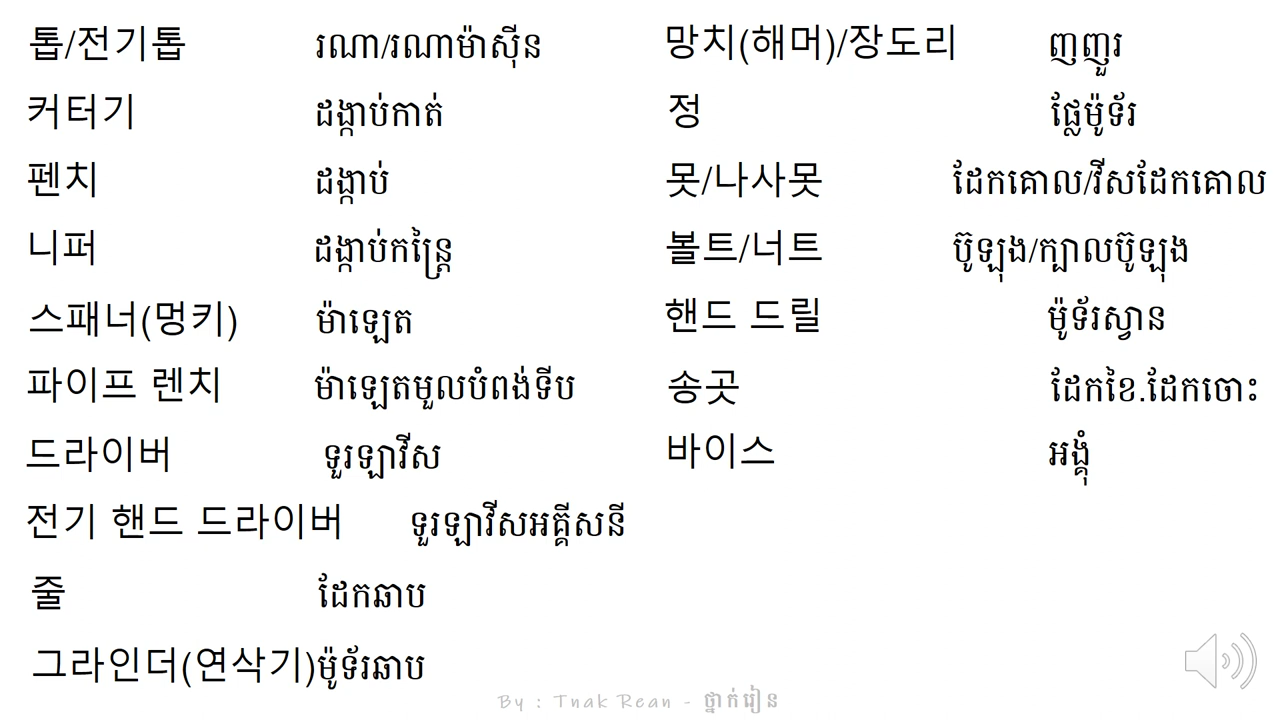 톱/전기톱 រណា/រណាម៉ាស៊ីន
커터기 ដង្កាប់កាត់
펜치 ដង្កាប់
니퍼 ដង្កាប់កន្ត្រៃ
스패너(멍키) ម៉ាឡេត
파이프 렌치 ម៉ាឡេតមួលបំពង់ទីប
드라이버 ទួរឡាវីស
전기 핸드 드라이버 ទួរឡាវីសអគ្គីសនី
줄 ដែកឆាប
그라인더(연삭기) ម៉ូទ័រឆាប
망치(해머)/장도리 ញញួរ
정 ផ្លែម៉ូទ័រ
못/나사못 ដែកគោល/វីសដែកគោល
볼트/너트 ប៊ូឡុង/ក្បាលប៊ូឡុង
핸드 드릴 ម៉ូទ័រស្វាន
송곳 ដែកខៃ.ដែកចោះ
바이스 អង្គុំ
By : Tnak Rean - ថ្នាក់រៀន